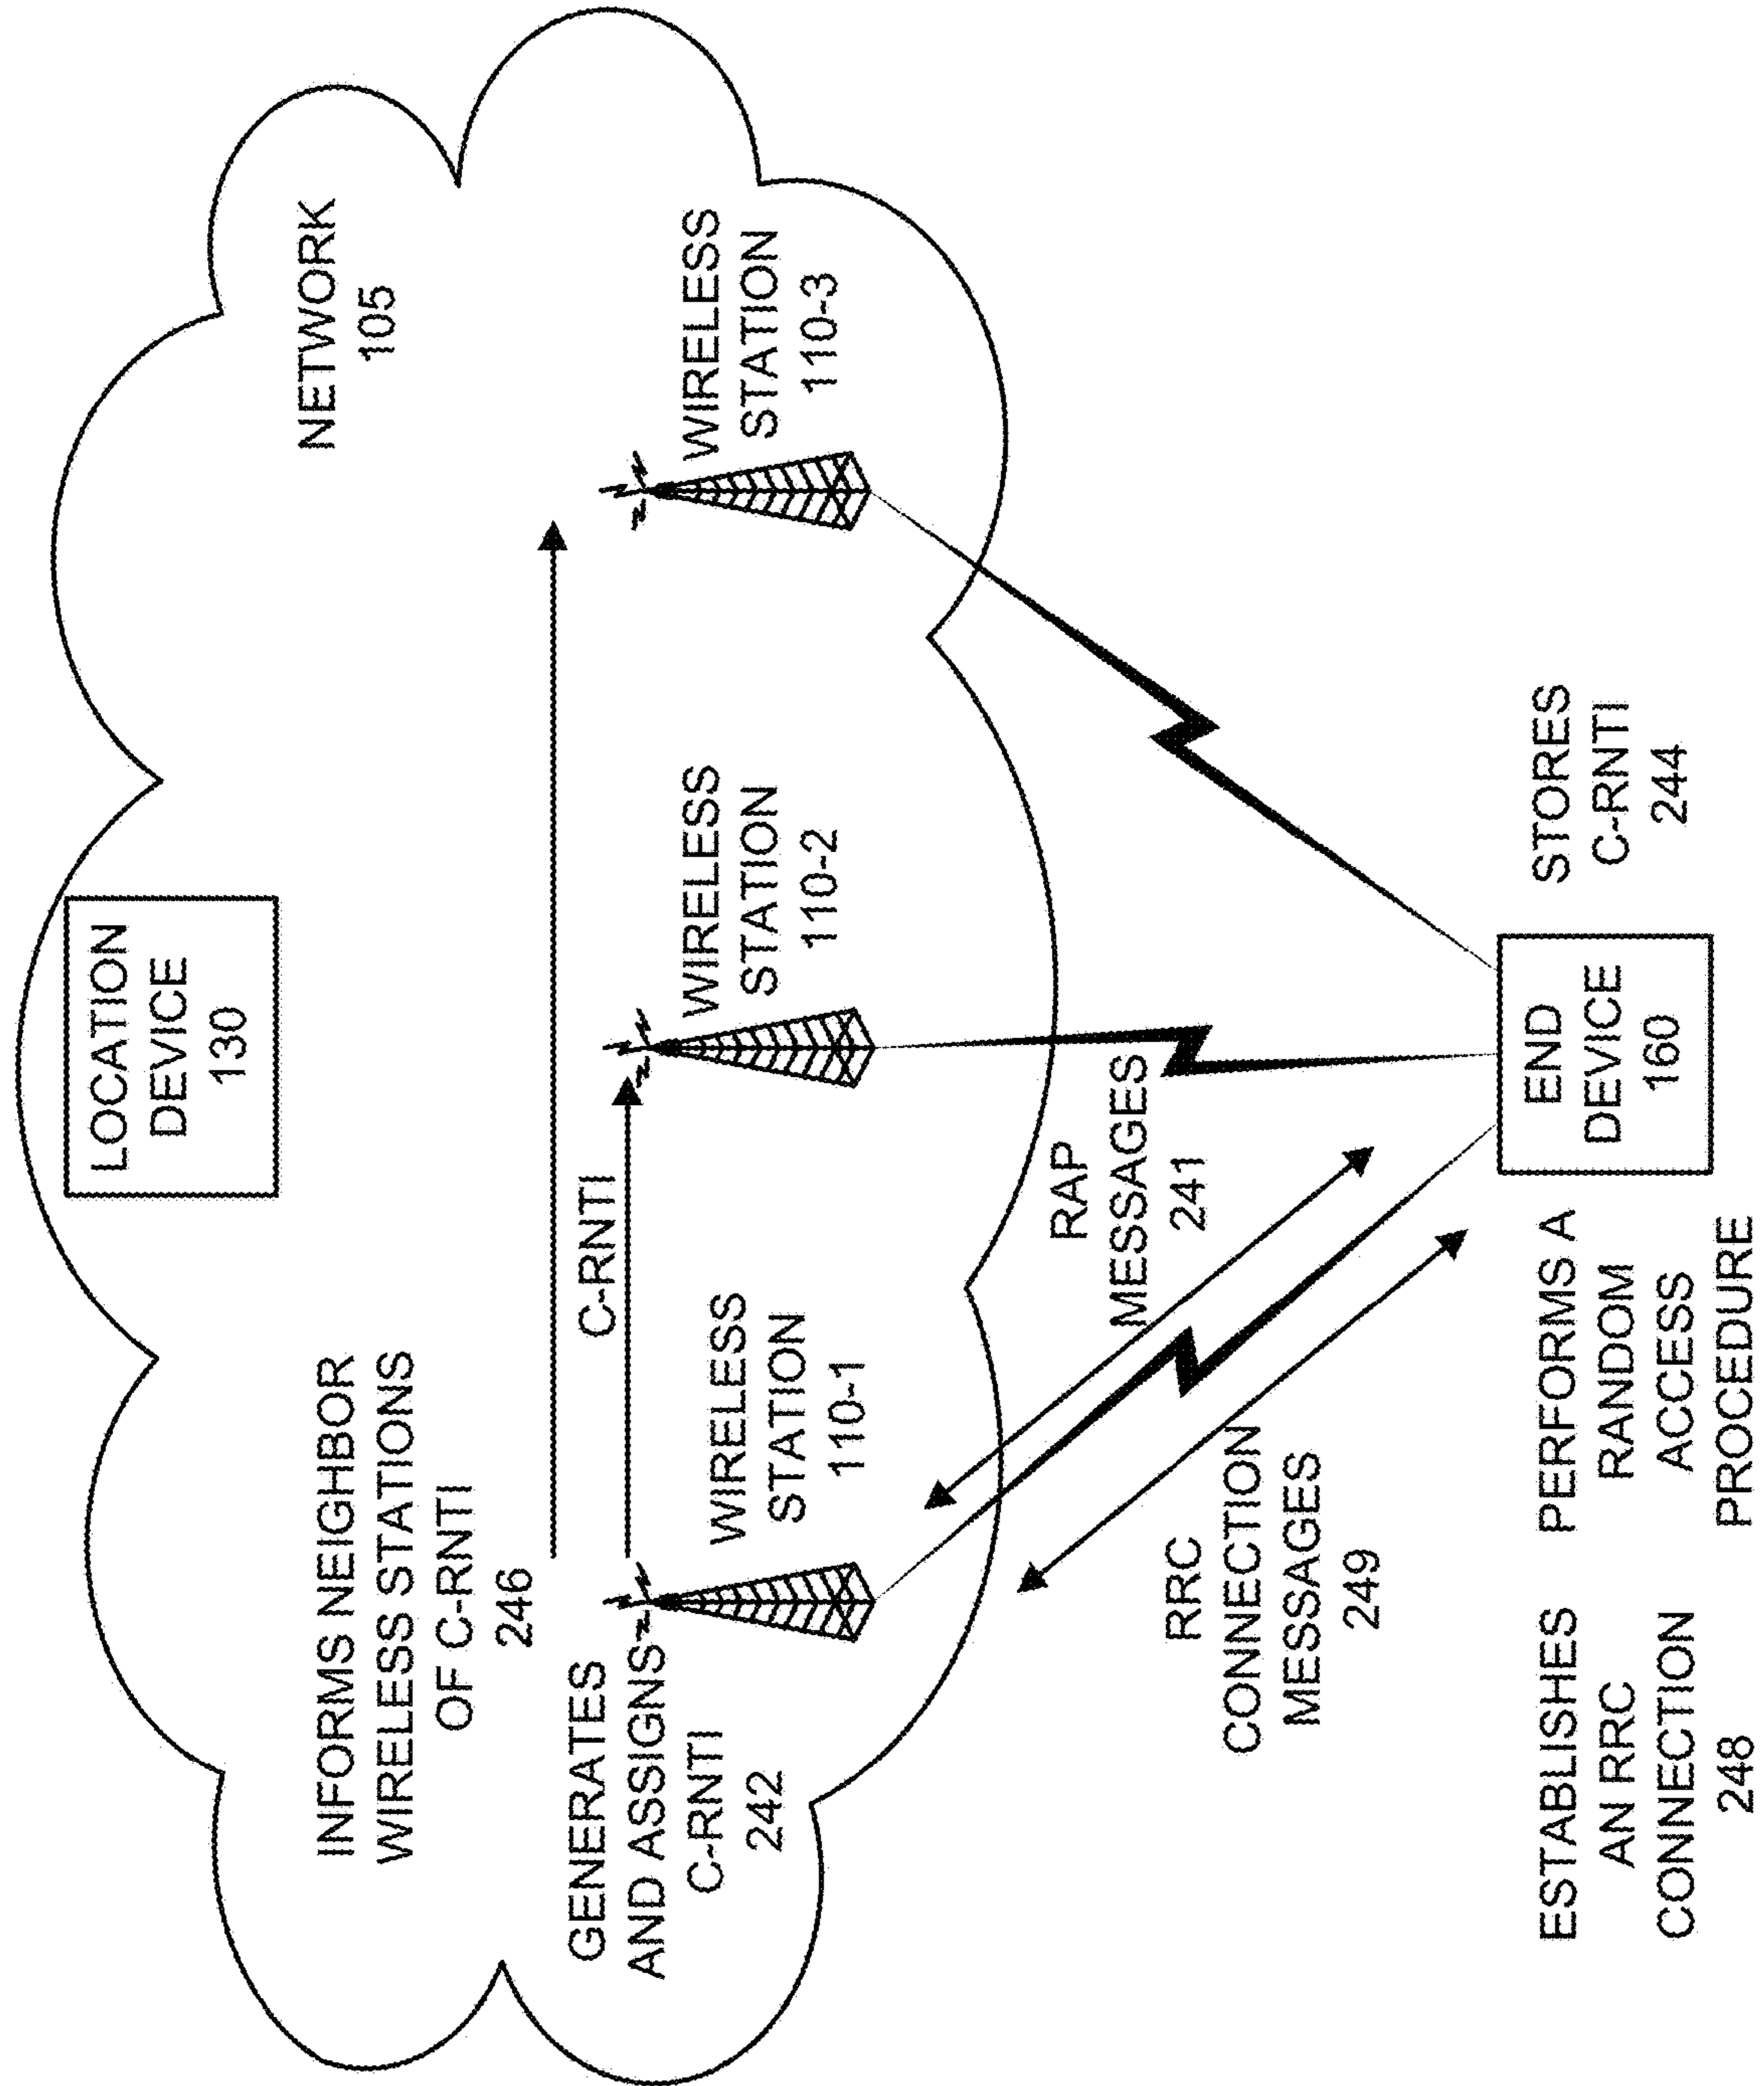 LOCATION
DEVICE
130
NETWORK
105
INFORMS NEIGHBOR
WIRELESS STATIONS
OF C-RNTI
246
C-RNTI
GENERATES
AND ASSIGNS
C-RNTI
242
WIRELESS
STATION
110-1
WIRELESS
STATION
110-2
WIRELESS
STATION
110-3
RAP
MESSAGES
241
RRC
CONNECTION
MESSAGES
249
ESTABLISHES
AN RRC
CONNECTION
248
PERFORMS A
RANDOM
ACCESS
PROCEDURE
END
DEVICE
160
STORES
C-RNTI
244